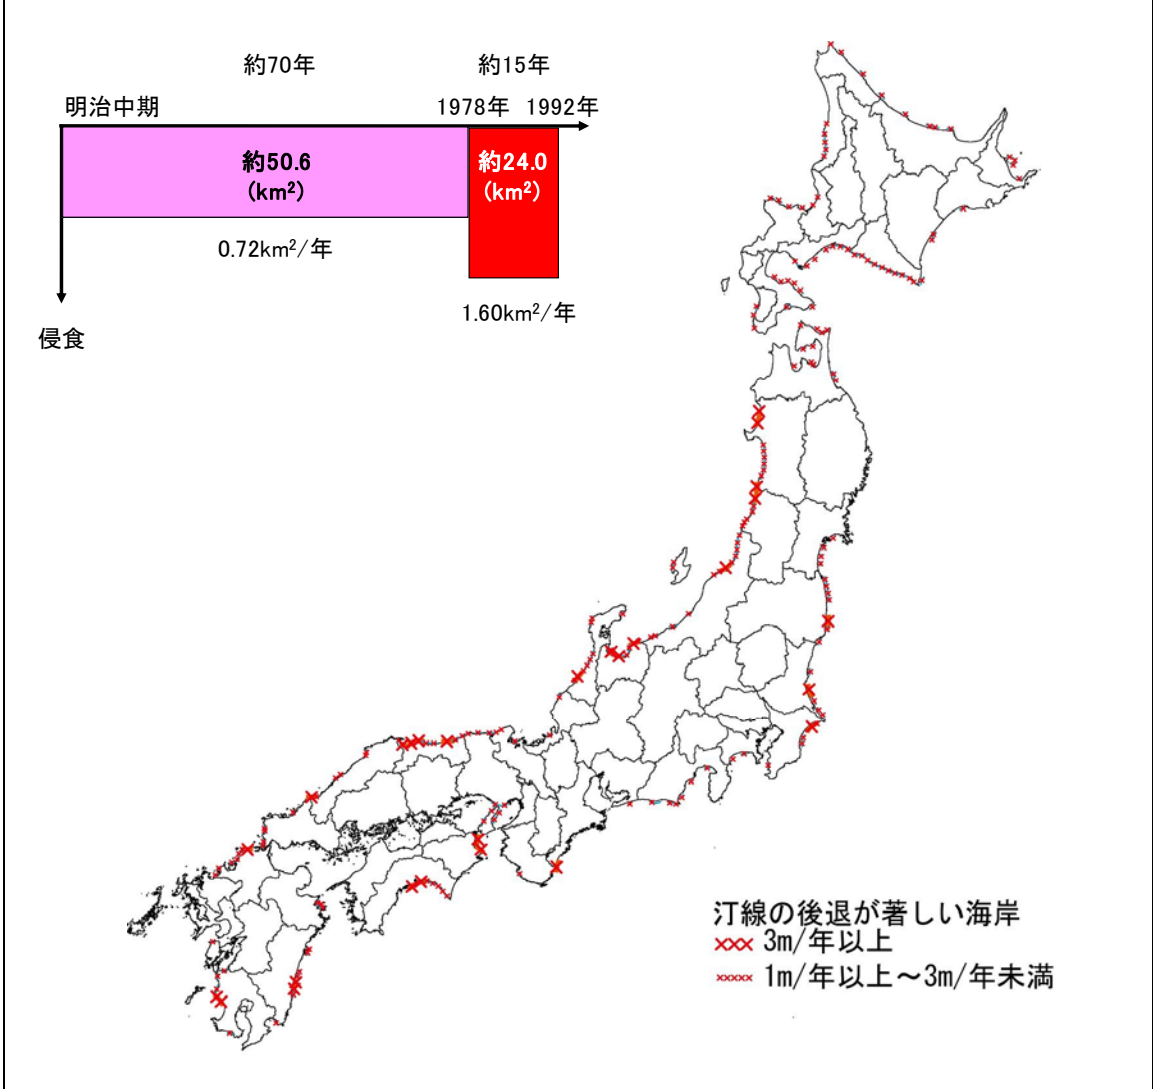 約70年 約15年
明治中期 1978年 1992年
約50.6 約24.0
(km²) (km²)
0.72km²/年
1.60km²/年
侵食
汀線の後退が著しい海岸
3m/年以上
1m/年以上~3m/年未満